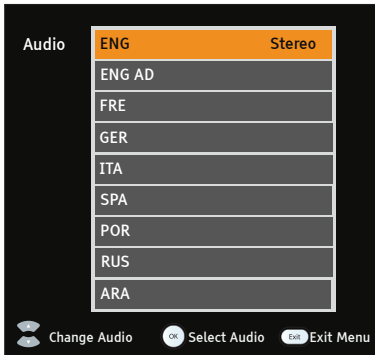 Audio ENG Stereo
ENG AD
FRE
GER
ITA
SPA
POR
RUS
ARA
Change Audio OK Select Audio Exit Exit Menu